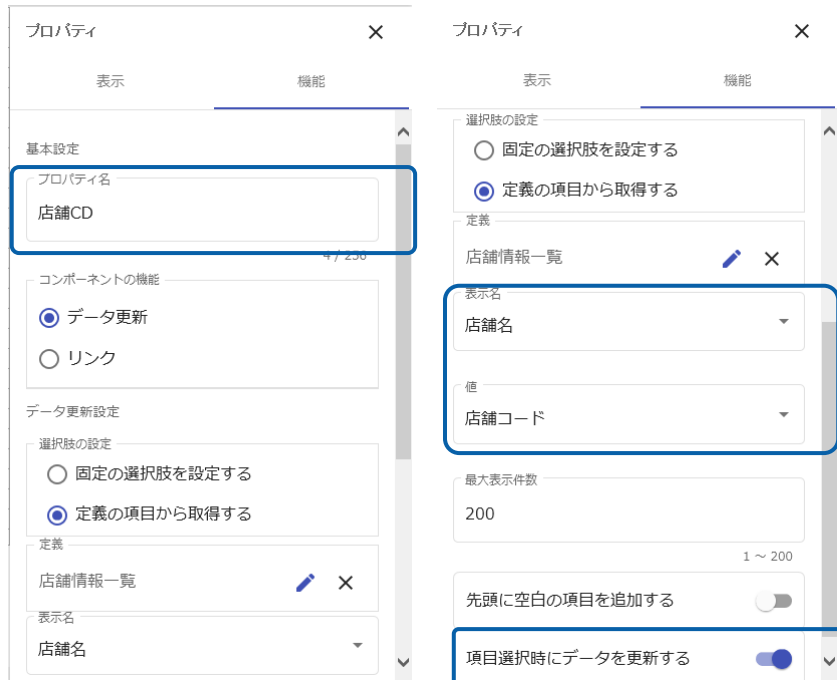 プロパティ
表示 機能
基本設定
プロパティ名
店舗CD
4 / 256
コンポーネントの機能
データ更新
リンク
データ更新設定
選択肢の設定
固定の選択肢を設定する
定義の項目から取得する
定義
店舗情報一覧
表示名
店舗名
プロパティ
表示 機能
選択肢の設定
固定の選択肢を設定する
定義の項目から取得する
定義
店舗情報一覧
表示名
店舗名
値
店舗コード
最大表示件数
200
1 ～ 200
先頭に空白の項目を追加する
項目選択時にデータを更新する